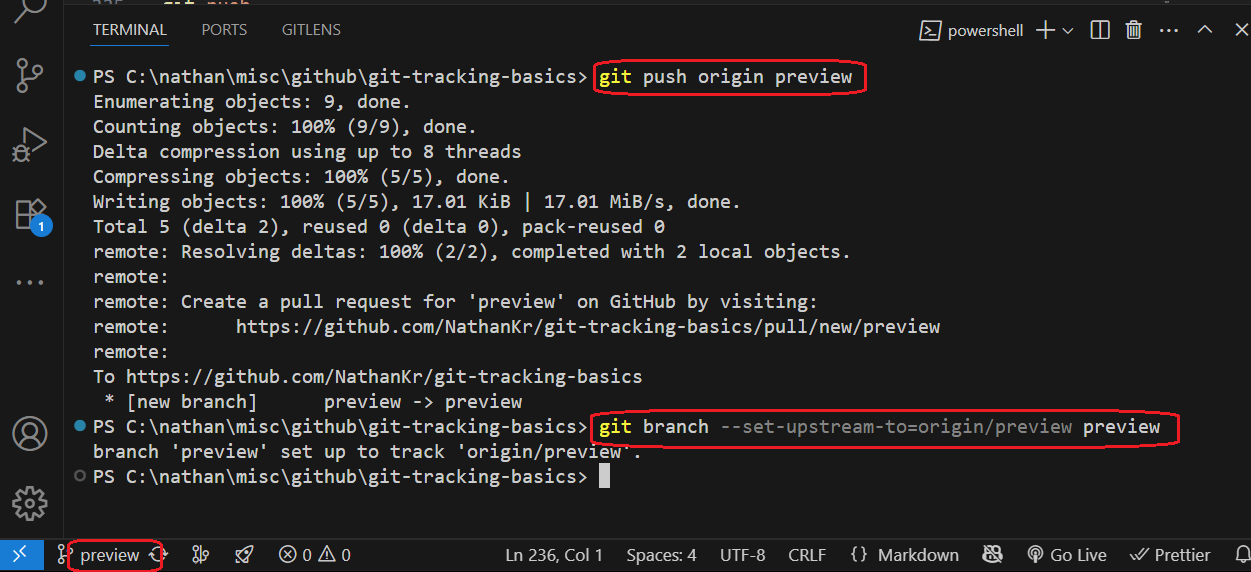 TERMINAL PORTS GITLENS powershell
PS C:\nathan\misc\github\git-tracking-basics> git push origin preview
Enumerating objects: 9, done.
Counting objects: 100% (9/9), done.
Delta compression using up to 8 threads
Compressing objects: 100% (5/5), done.
Writing objects: 100% (5/5), 17.01 KiB | 17.01 MiB/s, done.
Total 5 (delta 2), reused 0 (delta 0), pack-reused 0
remote: Resolving deltas: 100% (2/2), completed with 2 local objects.
remote:
remote: Create a pull request for 'preview' on GitHub by visiting:
remote:      https://github.com/NathanKr/git-tracking-basics/pull/new/preview
remote:
To https://github.com/NathanKr/git-tracking-basics
 * [new branch]      preview -> preview
PS C:\nathan\misc\github\git-tracking-basics> git branch --set-upstream-to=origin/preview preview
branch 'preview' set up to track 'origin/preview'.
PS C:\nathan\misc\github\git-tracking-basics>
1
preview 0 0 Ln 236, Col 1 Spaces: 4 UTF-8 CRLF {} Markdown Go Live Prettier